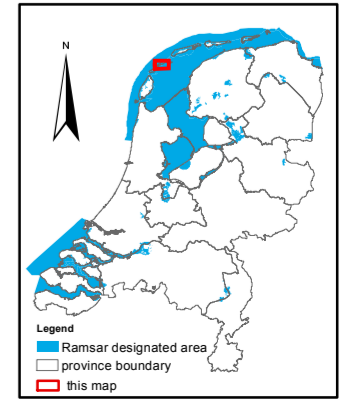 N
Legend
Ramsar designated area
province boundary
this map